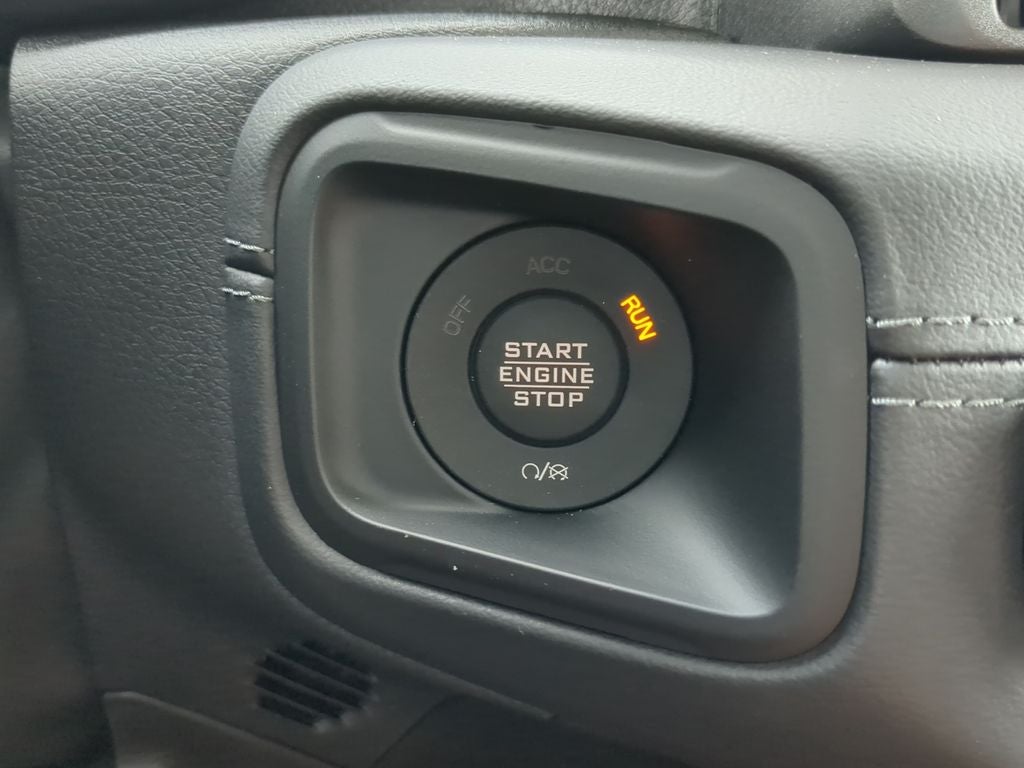 ACC
OFF
RUN
START
ENGINE
STOP